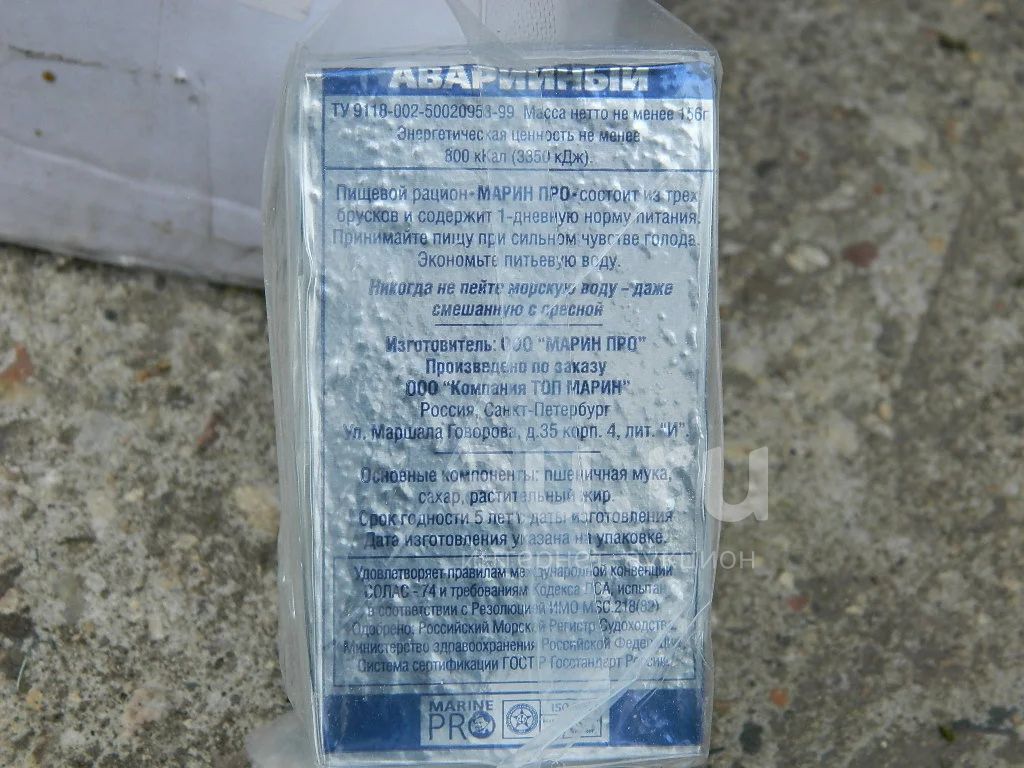 АВАРИЙНЫЙ
ТУ 9118-002-50020953-99 Масса нетто не менее 156г
Энергетическая ценность не менее
800 кКал (3350 кДж).
Пищевой рацион "МАРИН ПРО" состоит из трех
брусков и содержит 1-дневную норму питания.
Принимайте пищу при сильном чувстве голода.
Экономьте питьевую воду.
Никогда не пейте морскую воду – даже
смешанную с пресной
Изготовитель: ООО "МАРИН ПРО"
Произведено по заказу
ООО "Компания ТОП МАРИН"
Россия, Санкт-Петербург
Ул. Маршала Говорова, д.35 корп. 4, лит. "И".
Основные компоненты: пшеничная мука,
сахар, растительный жир.
Срок годности 5 лет с даты изготовления
Дата изготовления указана на упаковке.
Удовлетворяет правилам международной конвенции
СОЛАС - 74 и требованиям Кодекса ЛСА, испытан
в соответствии с Резолюцией ИМО MSC.218(82)
Одобрено: Российский Морской Регистр Судоходства
Министерство здравоохранения Российской Федерации
Система сертификации ГОСТ Р Госстандарт России
MARINE
PRO
ISO